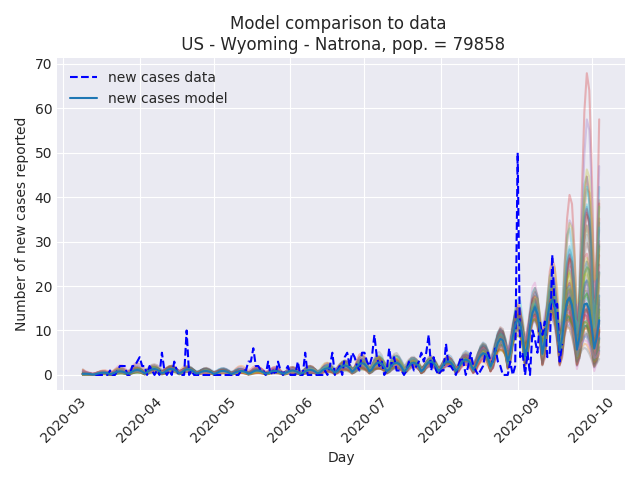 Model comparison to data
US - Wyoming - Natrona, pop. = 79858
Number of new cases reported
70
60
50
40
30
20
10
0
new cases data
new cases model
2020-03
2020-04
2020-05
2020-06
2020-07
2020-08
2020-09
2020-10
Day